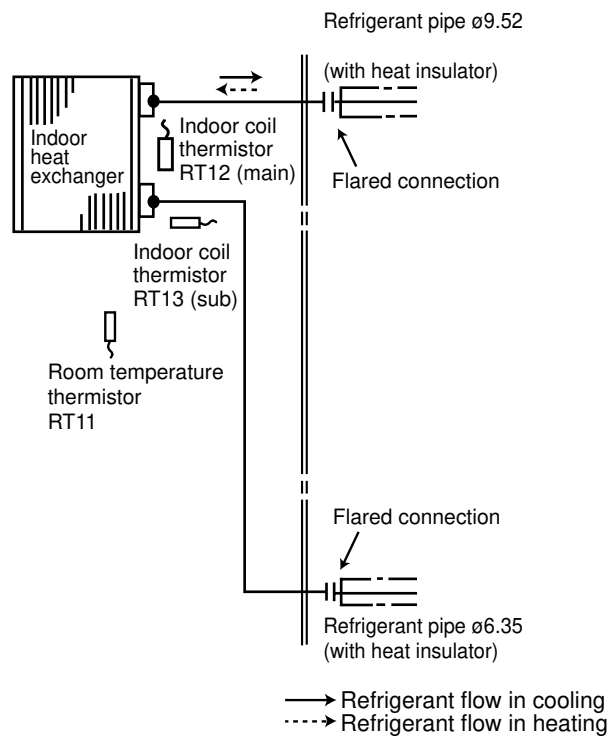 Refrigerant pipe ø9.52
(with heat insulator)
Indoor
heat
exchanger
Indoor coil
thermistor
RT12 (main)
Flared connection
Indoor coil
thermistor
RT13 (sub)
Room temperature
thermistor
RT11
Flared connection
Refrigerant pipe ø6.35
(with heat insulator)
Refrigerant flow in cooling
Refrigerant flow in heating